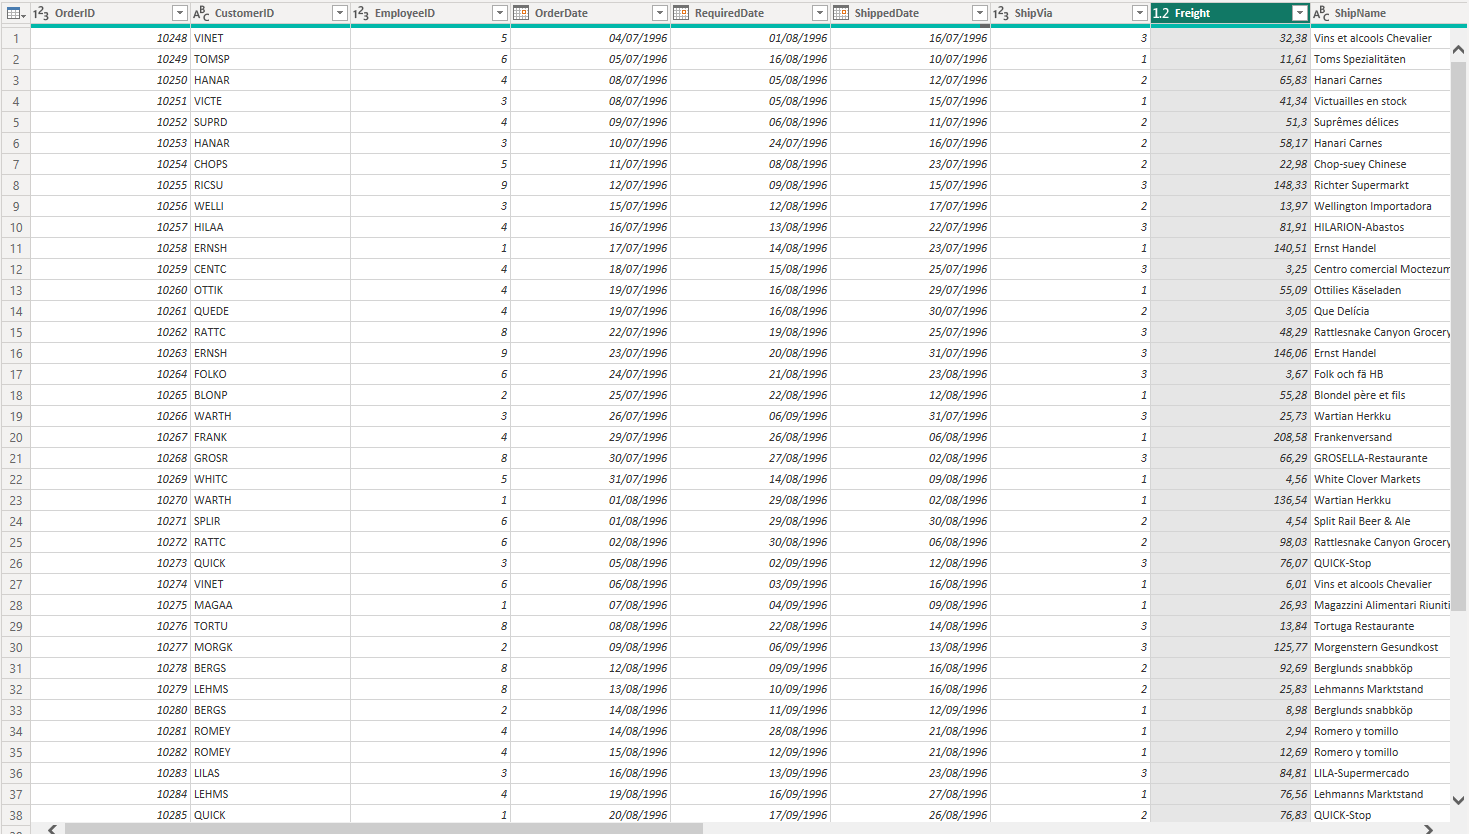 1 2 3 OrderID A B C CustomerID 1 2 3 EmployeeID OrderDate RequiredDate ShippedDate 1 2 3 ShipVia 1.2 Freight A B C ShipName
1 10248 VINET 5 04/07/1996 01/08/1996 16/07/1996 3 32,38 Vins et alcools Chevalier
2 10249 TOMSP 6 05/07/1996 16/08/1996 10/07/1996 1 11,61 Toms Spezialitäten
3 10250 HANAR 4 08/07/1996 05/08/1996 12/07/1996 2 65,83 Hanari Carnes
4 10251 VICTE 3 08/07/1996 05/08/1996 15/07/1996 1 41,34 Victuailles en stock
5 10252 SUPRD 4 09/07/1996 06/08/1996 11/07/1996 2 51,3 Suprêmes délices
6 10253 HANAR 3 10/07/1996 24/07/1996 16/07/1996 2 58,17 Hanari Carnes
7 10254 CHOPS 5 11/07/1996 08/08/1996 23/07/1996 2 22,98 Chop-suey Chinese
8 10255 RICSU 9 12/07/1996 09/08/1996 15/07/1996 3 148,33 Richter Supermarkt
9 10256 WELLI 3 15/07/1996 12/08/1996 17/07/1996 2 13,97 Wellington Importadora
10 10257 HILAA 4 16/07/1996 13/08/1996 22/07/1996 3 81,91 HILARION-Abastos
11 10258 ERNSH 1 17/07/1996 14/08/1996 23/07/1996 1 140,51 Ernst Handel
12 10259 CENTC 4 18/07/1996 15/08/1996 25/07/1996 3 3,25 Centro comercial Moctezum
13 10260 OTTIK 4 19/07/1996 16/08/1996 29/07/1996 1 55,09 Ottilies Käseladen
14 10261 QUEDE 4 19/07/1996 16/08/1996 30/07/1996 2 3,05 Que Delícia
15 10262 RATTC 8 22/07/1996 19/08/1996 25/07/1996 3 48,29 Rattlesnake Canyon Grocery
16 10263 ERNSH 9 23/07/1996 20/08/1996 31/07/1996 3 146,06 Ernst Handel
17 10264 FOLKO 6 24/07/1996 21/08/1996 23/08/1996 3 3,67 Folk och fä HB
18 10265 BLONP 2 25/07/1996 22/08/1996 12/08/1996 1 55,28 Blondel père et fils
19 10266 WARTH 3 26/07/1996 06/09/1996 31/07/1996 3 25,73 Wartian Herkku
20 10267 FRANK 4 29/07/1996 26/08/1996 06/08/1996 1 208,58 Frankenversand
21 10268 GROSR 8 30/07/1996 27/08/1996 02/08/1996 3 66,29 GROSELLA-Restaurante
22 10269 WHITC 5 31/07/1996 14/08/1996 09/08/1996 1 4,56 White Clover Markets
23 10270 WARTH 1 01/08/1996 29/08/1996 02/08/1996 1 136,54 Wartian Herkku
24 10271 SPLIR 6 01/08/1996 29/08/1996 30/08/1996 2 4,54 Split Rail Beer & Ale
25 10272 RATTC 6 02/08/1996 30/08/1996 06/08/1996 2 98,03 Rattlesnake Canyon Grocery
26 10273 QUICK 3 05/08/1996 02/09/1996 12/08/1996 3 76,07 QUICK-Stop
27 10274 VINET 6 06/08/1996 03/09/1996 16/08/1996 1 6,01 Vins et alcools Chevalier
28 10275 MAGAA 1 07/08/1996 04/09/1996 09/08/1996 1 26,93 Magazzini Alimentari Riuniti
29 10276 TORTU 8 08/08/1996 22/08/1996 14/08/1996 3 13,84 Tortuga Restaurante
30 10277 MORGK 2 09/08/1996 06/09/1996 13/08/1996 3 125,77 Morgenstern Gesundkost
31 10278 BERGS 8 12/08/1996 09/09/1996 16/08/1996 2 92,69 Berglunds snabbköp
32 10279 LEHMS 8 13/08/1996 10/09/1996 16/08/1996 2 25,83 Lehmanns Marktstand
33 10280 BERGS 2 14/08/1996 11/09/1996 12/09/1996 1 8,98 Berglunds snabbköp
34 10281 ROMEY 4 14/08/1996 28/08/1996 21/08/1996 1 2,94 Romero y tomillo
35 10282 ROMEY 4 15/08/1996 12/09/1996 21/08/1996 1 12,69 Romero y tomillo
36 10283 LILAS 3 16/08/1996 13/09/1996 23/08/1996 3 84,81 LILA-Supermercado
37 10284 LEHMS 4 19/08/1996 16/09/1996 27/08/1996 1 76,56 Lehmanns Marktstand
38 10285 QUICK 1 20/08/1996 17/09/1996 26/08/1996 2 76,83 QUICK-Stop